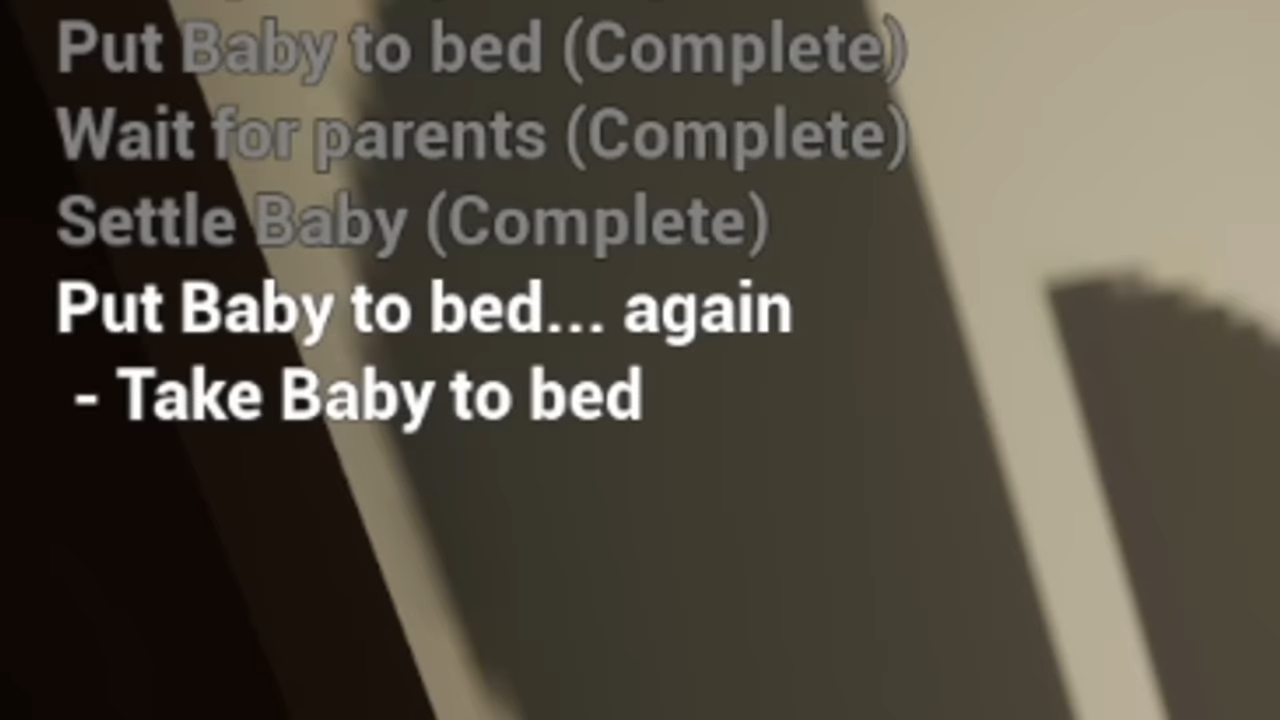 Put Baby to bed (Complete)
Wait for parents (Complete)
Settle Baby (Complete)
Put Baby to bed... again
- Take Baby to bed